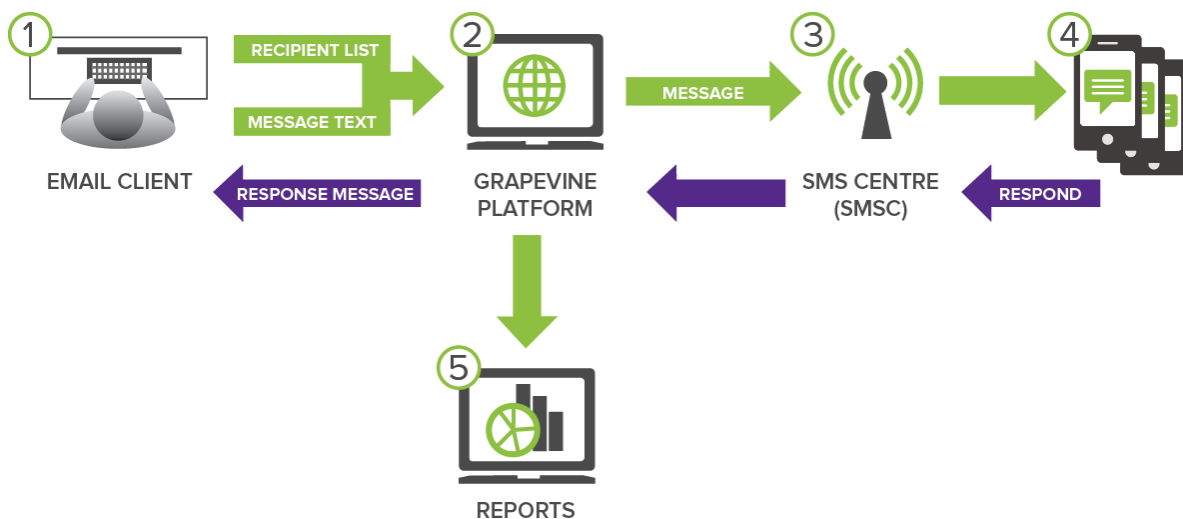 1
RECIPIENT LIST
MESSAGE TEXT
EMAIL CLIENT
RESPONSE MESSAGE
2
GRAPEVINE
PLATFORM
MESSAGE
3
SMS CENTRE
(SMSC)
4
RESPOND
5
REPORTS